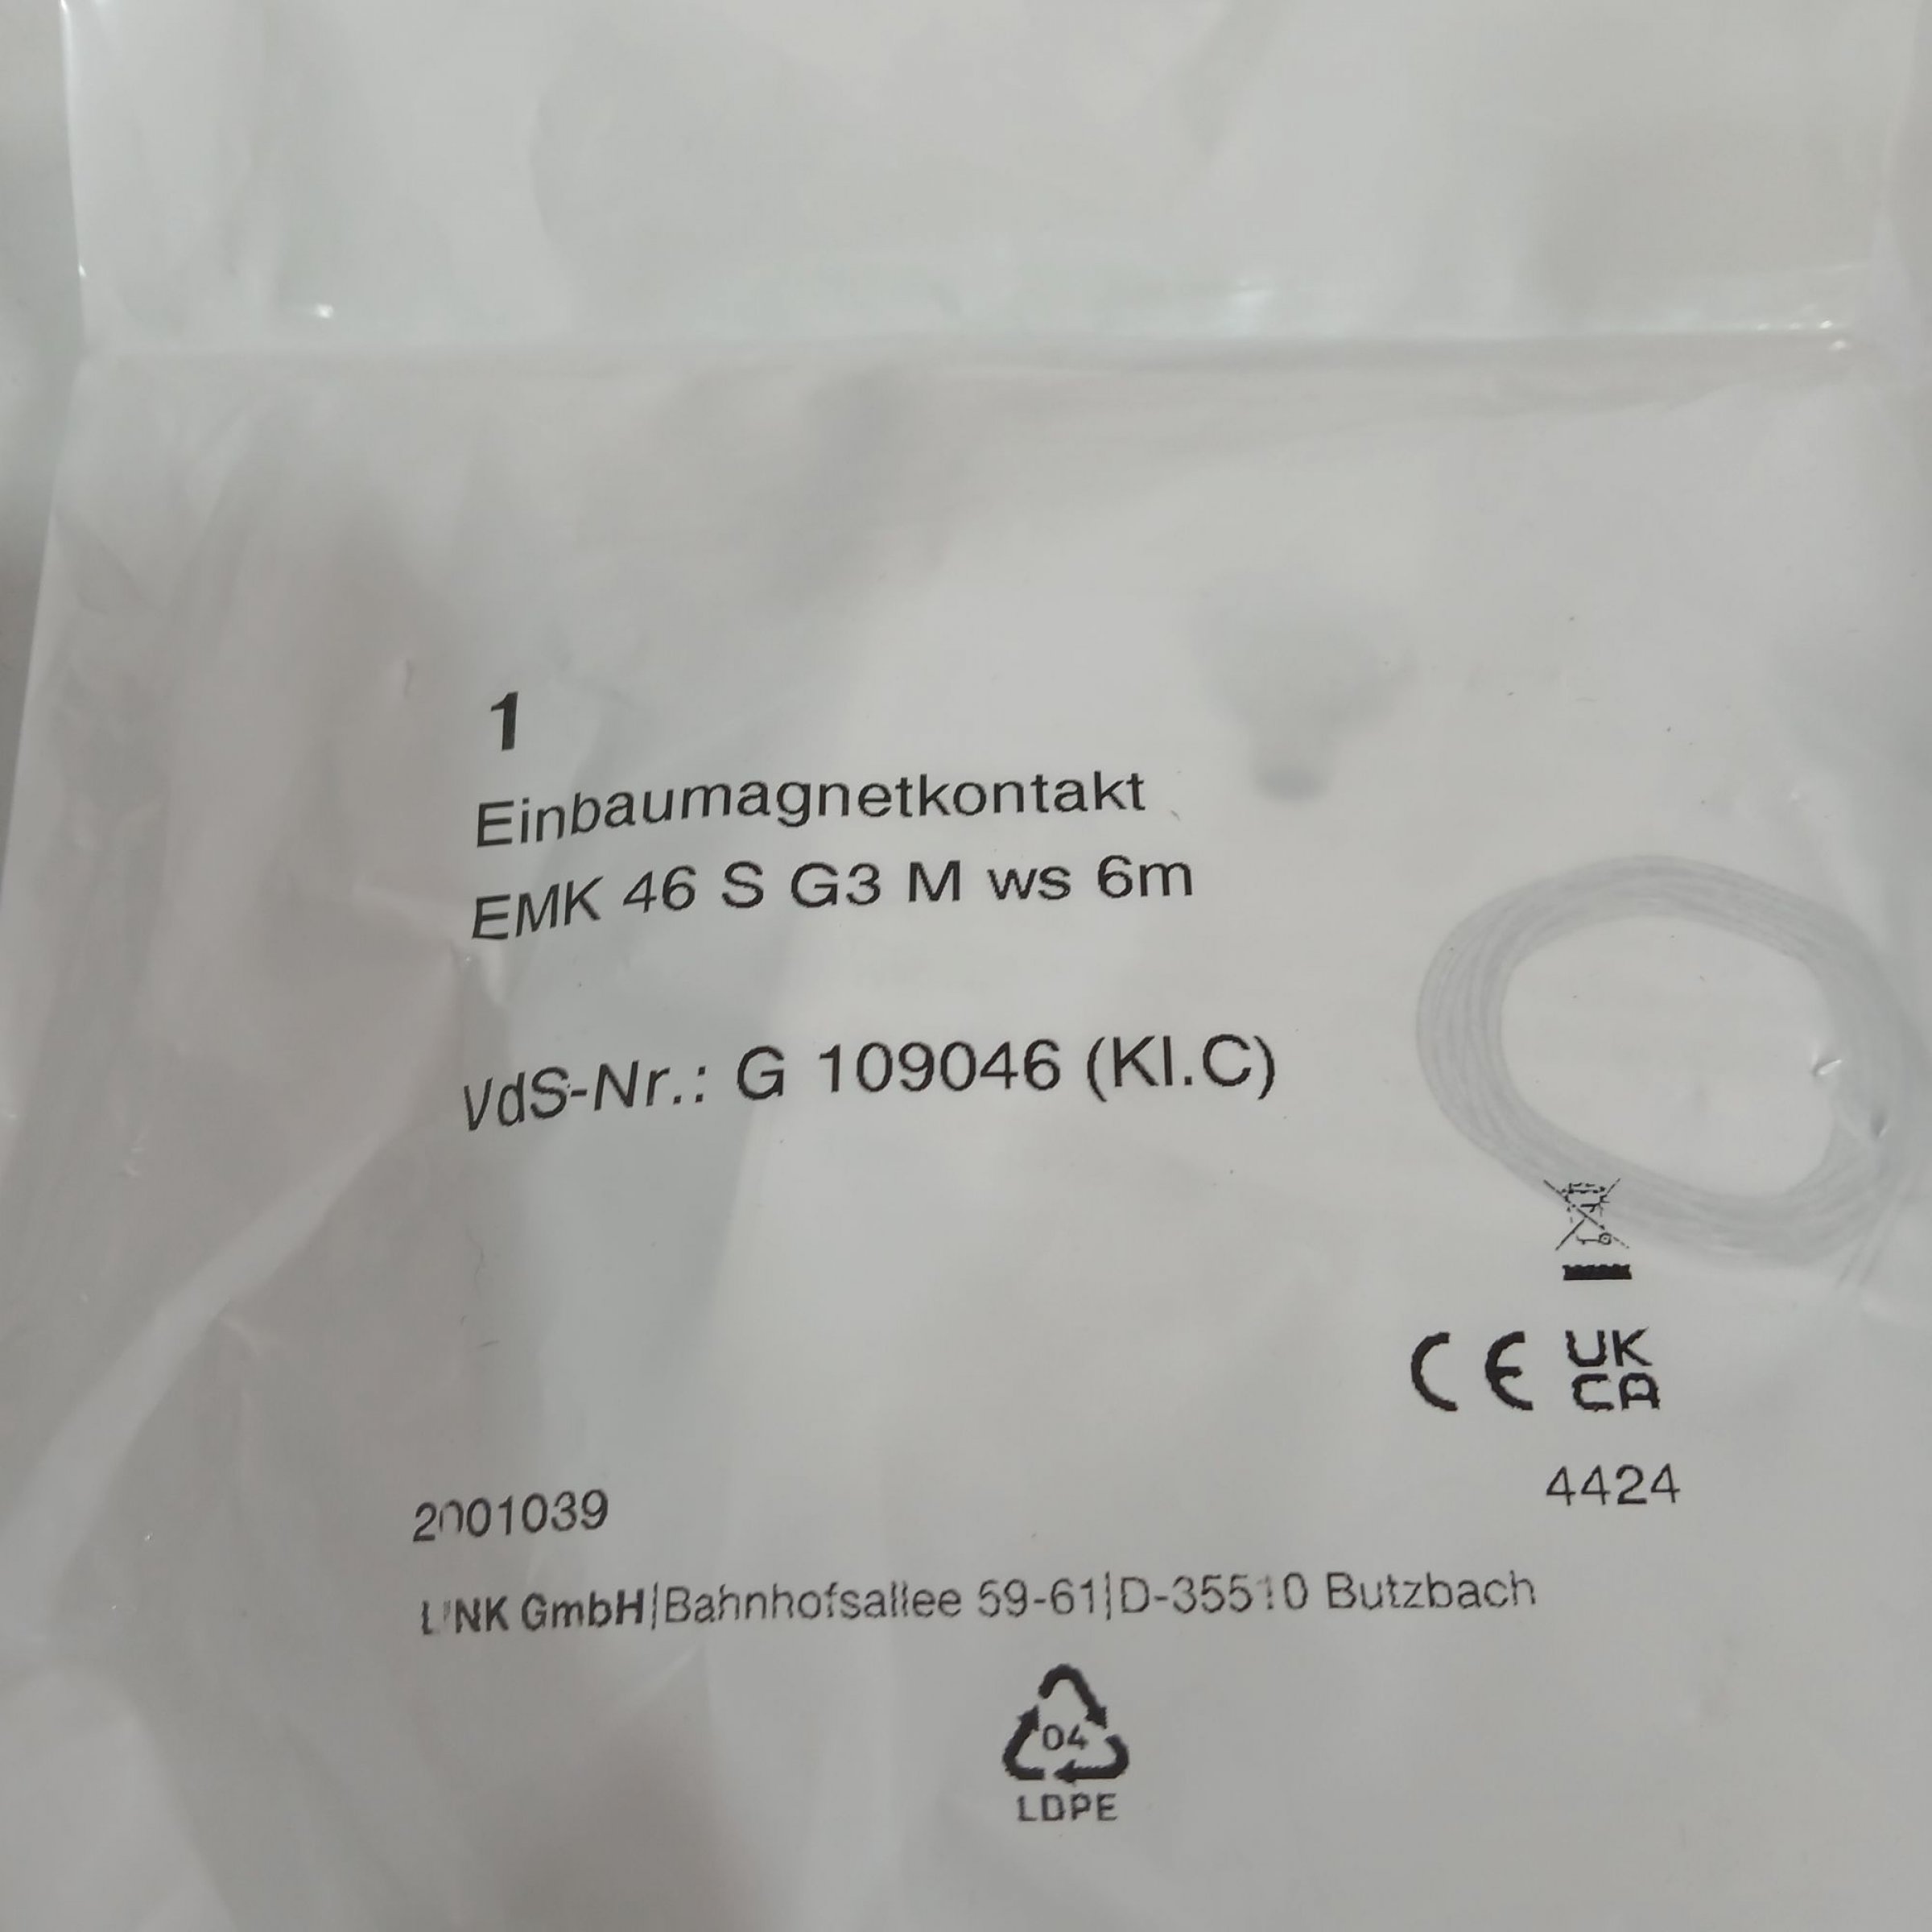 1
Einbaumagnetkontakt
EMK 46 S G3 M ws 6m
VdS-Nr.: G 109046 (Kl.C)
CE UK CA
4424
2001039
LINK GmbH|Bahnhofsallee 59-61|D-35510 Butzbach
04
LDPE